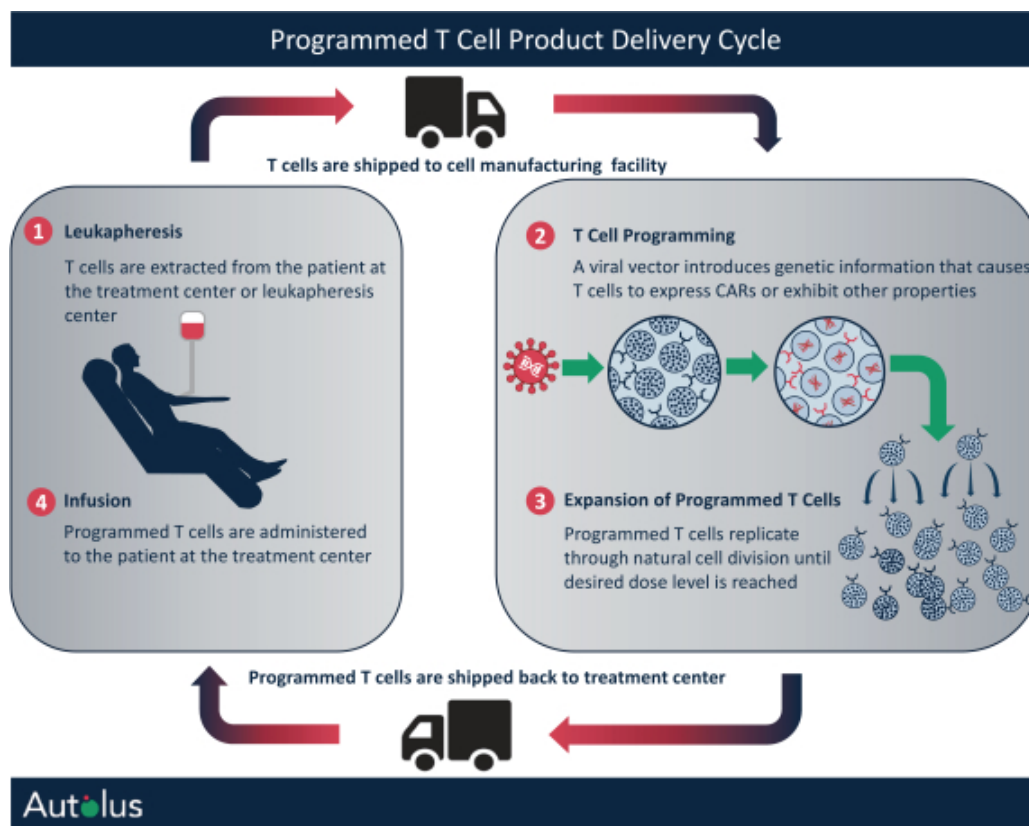 Programmed T Cell Product Delivery Cycle
T cells are shipped to cell manufacturing facility
1 Leukapheresis
T cells are extracted from the patient at
the treatment center or leukapheresis
center
2 T Cell Programming
A viral vector introduces genetic information that causes
T cells to express CARs or exhibit other properties
3 Expansion of Programmed T Cells
Programmed T cells replicate
through natural cell division until
desired dose level is reached
4 Infusion
Programmed T cells are administered
to the patient at the treatment center
Programmed T cells are shipped back to treatment center
Autolus